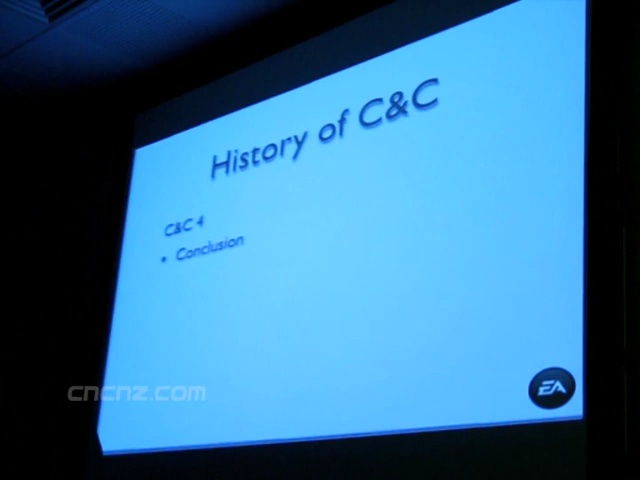 History of C&C
C&C 4
• Conclusion
EA
cncnz.com